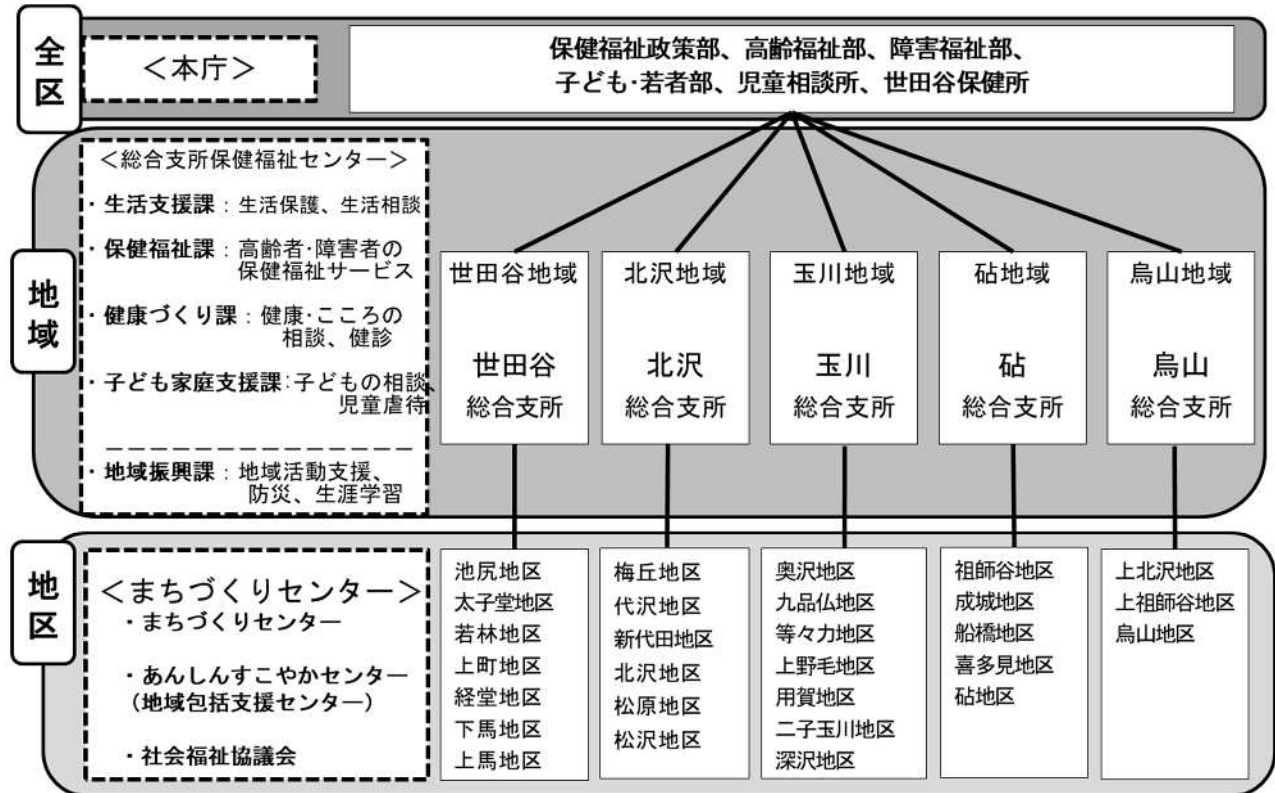 全区
＜本庁＞
保健福祉政策部、高齢福祉部、障害福祉部、
子ども・若者部、児童相談所、世田谷保健所
地域
＜総合支所保健福祉センター＞
・生活支援課：生活保護、生活相談
・保健福祉課：高齢者・障害者の
保健福祉サービス
・健康づくり課：健康・こころの
相談、健診
・子ども家庭支援課：子どもの相談、
児童虐待
・地域振興課：地域活動支援、
防災、生涯学習
世田谷地域
世田谷
総合支所
北沢地域
北沢
総合支所
玉川地域
玉川
総合支所
砧地域
砧
総合支所
烏山地域
烏山
総合支所
地区
＜まちづくりセンター＞
・まちづくりセンター
・あんしんすこやかセンター
（地域包括支援センター）
・社会福祉協議会
池尻地区
太子堂地区
若林地区
上町地区
経堂地区
下馬地区
上馬地区
梅丘地区
代沢地区
新代田地区
北沢地区
松原地区
松沢地区
奥沢地区
九品仏地区
等々力地区
上野毛地区
用賀地区
二子玉川地区
深沢地区
祖師谷地区
成城地区
船橋地区
喜多見地区
砧地区
上北沢地区
上祖師谷地区
烏山地区